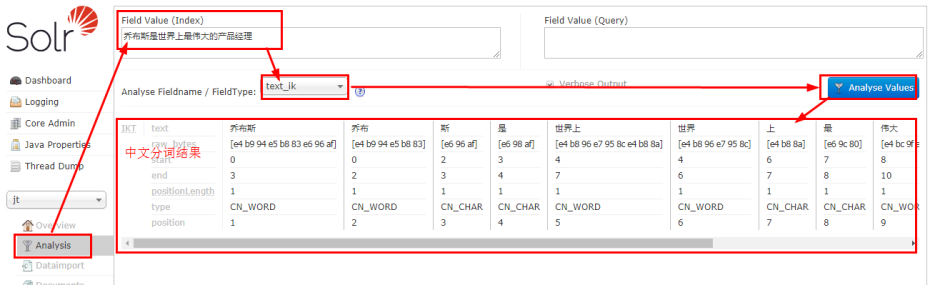 Solr
Dashboard
Logging
Core Admin
Java Properties
Thread Dump
jt
Overview
Analysis
Dataimport
Documents
Field Value (Index)
乔布斯是世界上最伟大的产品经理
Field Value (Query)
Analyse Fieldname / FieldType: text_ik
Verbose Output
Analyse Values
IKT text 乔布斯 乔布 斯 是 世界上 世界 上 最 伟大
raw_bytes [e4 b9 94 e5 b8 83 e6 96 af] [e4 b9 94 e5 b8 83] [e6 96 af] [e6 98 af] [e4 b8 96 e7 95 8c e4 b8 8a] [e4 b8 96 e7 95 8c] [e4 b8 8a] [e6 9c 80] [e4 bc 9f e
中文分词结果
start 0 0 2 3 4 4 6 7 8
end 3 2 3 4 7 6 7 8 10
positionLength 1 1 1 1 1 1 1 1 1
type CN_WORD CN_WORD CN_CHAR CN_CHAR CN_WORD CN_WORD CN_CHAR CN_CHAR CN_WOR
position 1 2 3 4 5 6 7 8 9